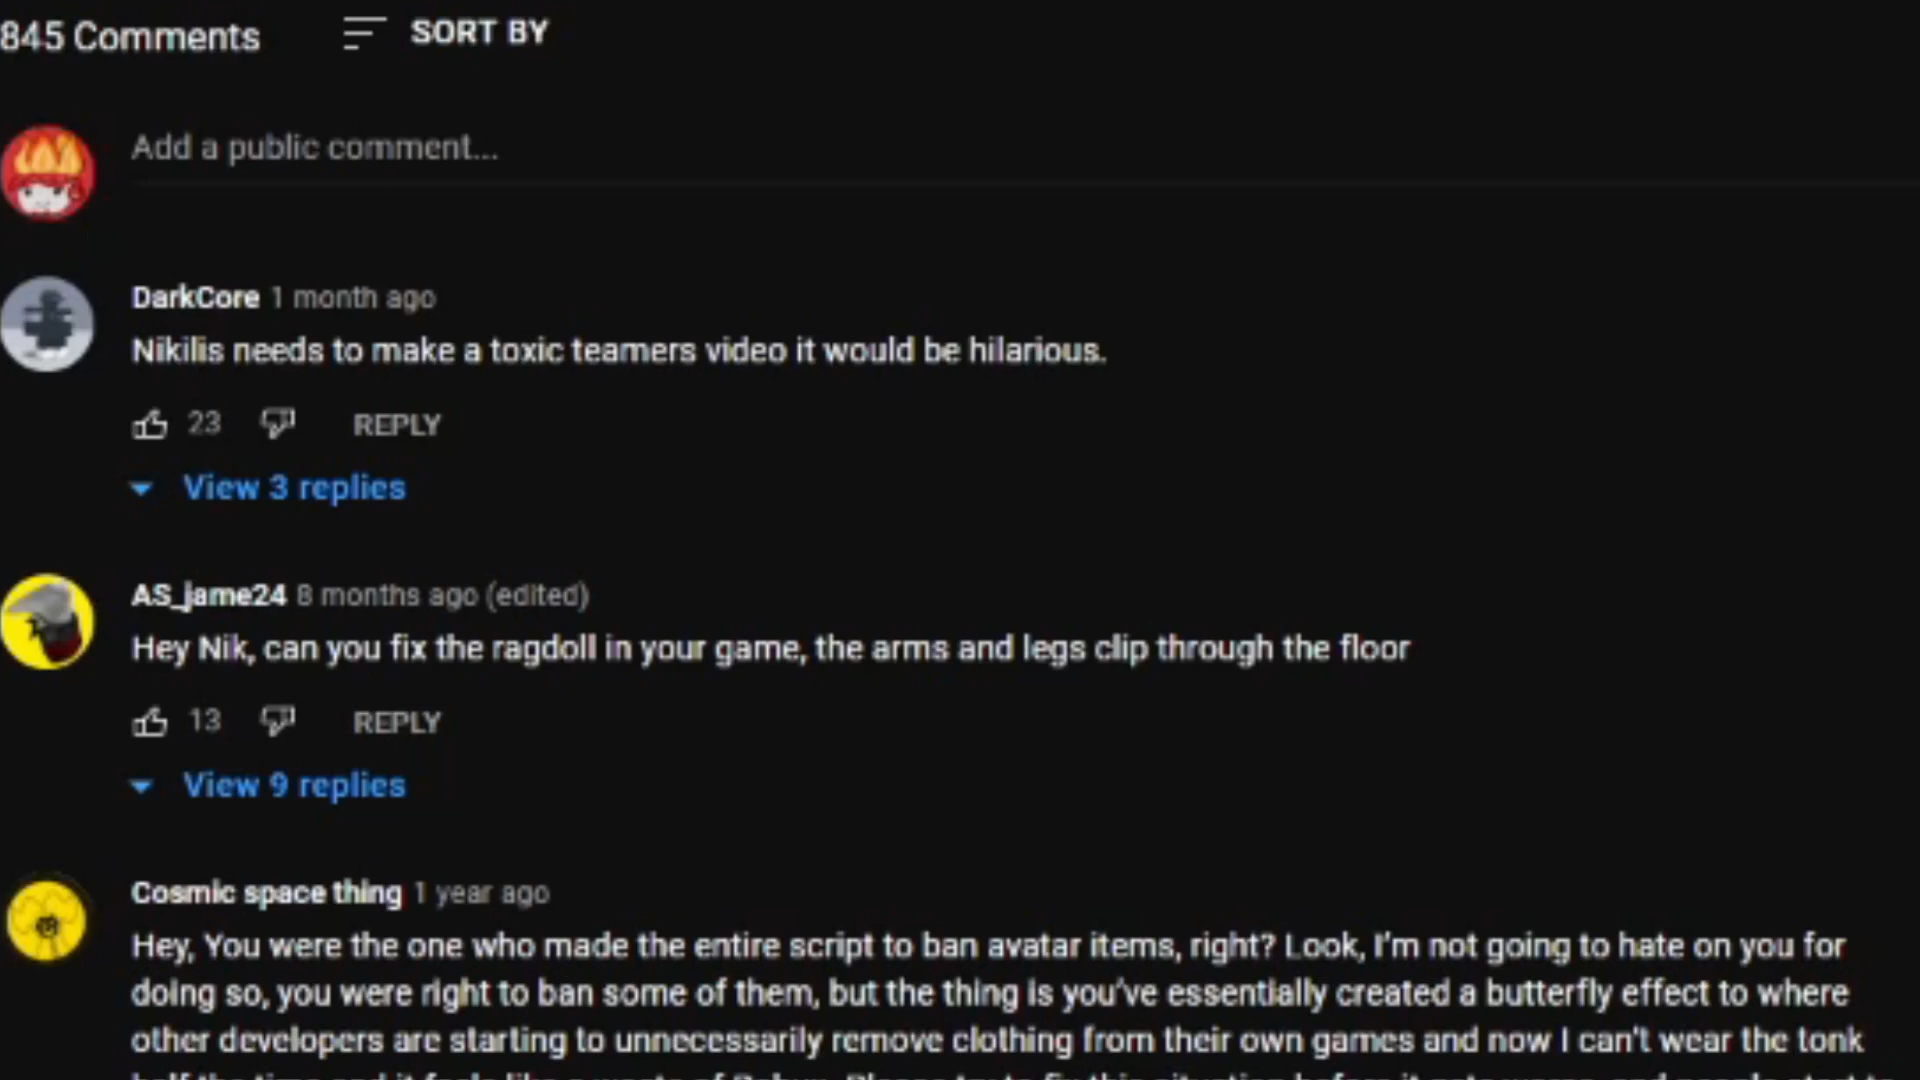 845 Comments SORT BY
Add a public comment...
DarkCore 1 month ago
Nikilis needs to make a toxic teamers video it would be hilarious.
23 REPLY
View 3 replies
AS_jame24 8 months ago (edited)
Hey Nik, can you fix the ragdoll in your game, the arms and legs clip through the floor
13 REPLY
View 9 replies
Cosmic space thing 1 year ago
Hey, You were the one who made the entire script to ban avatar items, right? Look, I'm not going to hate on you for
doing so, you were right to ban some of them, but the thing is you've essentially created a butterfly effect to where
other developers are starting to unnecessarily remove clothing from their own games and now I can't wear the tonk